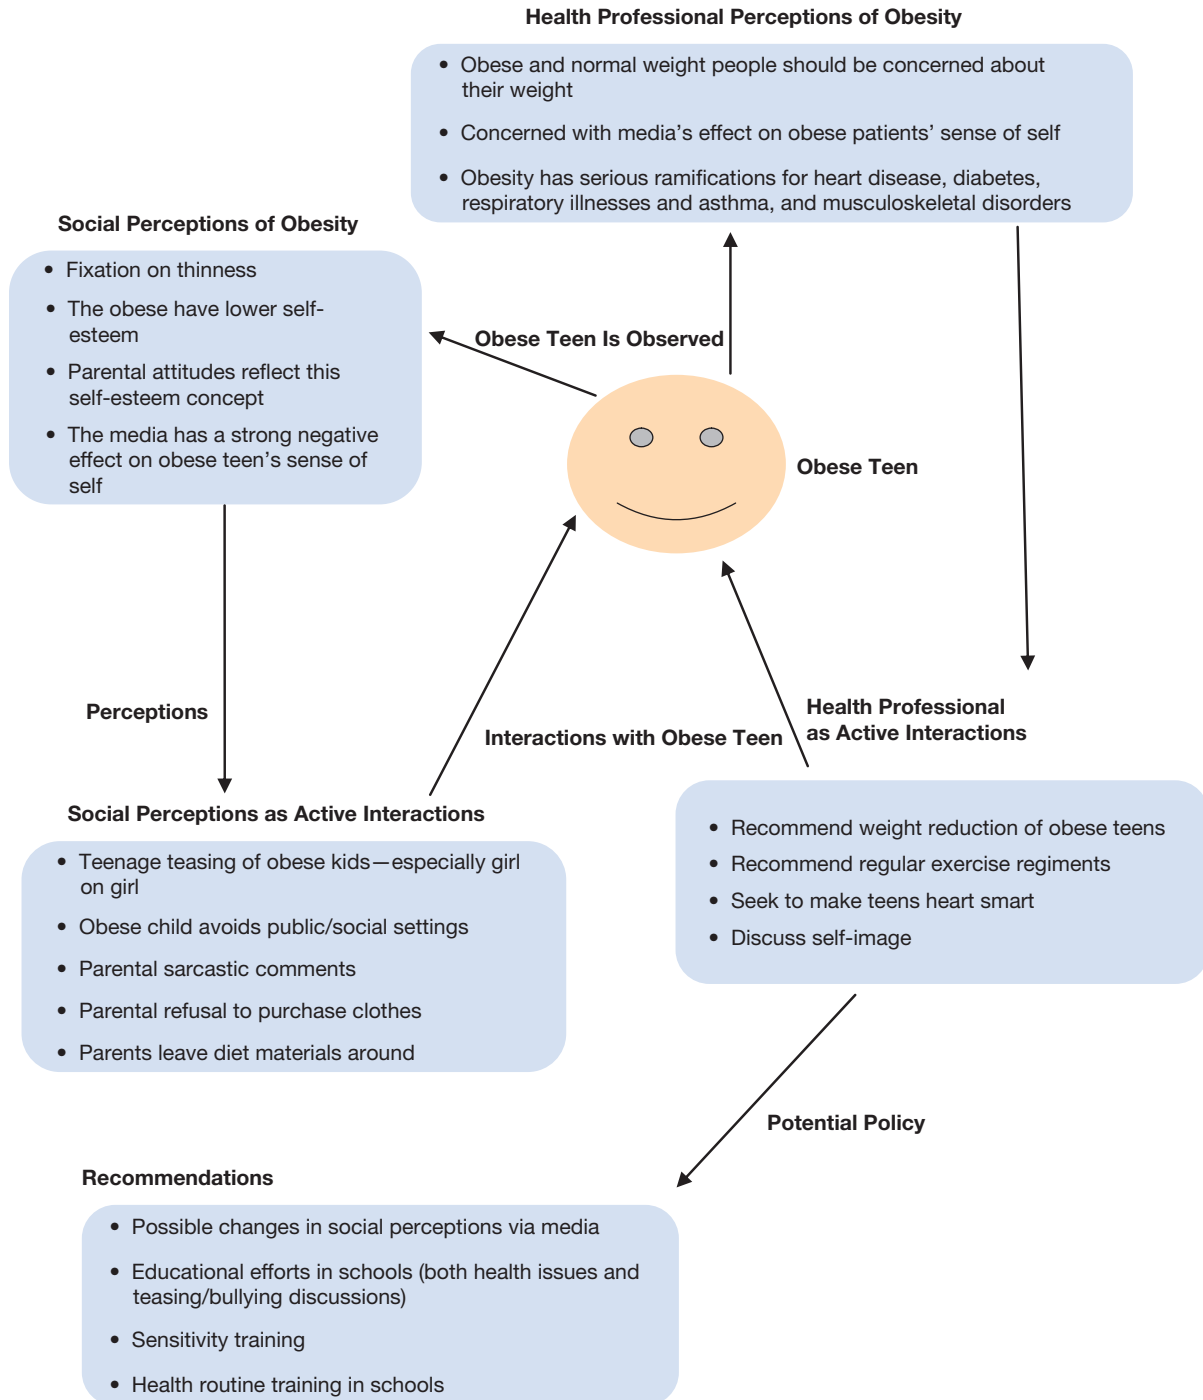 Health Professional Perceptions of Obesity
• Obese and normal weight people should be concerned about
their weight
• Concerned with media's effect on obese patients' sense of self
• Obesity has serious ramifications for heart disease, diabetes,
respiratory illnesses and asthma, and musculoskeletal disorders
Social Perceptions of Obesity
• Fixation on thinness
• The obese have lower self-
esteem
• Parental attitudes reflect this
self-esteem concept
• The media has a strong negative
effect on obese teen's sense of
self
Obese Teen Is Observed
Obese Teen
Perceptions
Interactions with Obese Teen
Health Professional
as Active Interactions
Social Perceptions as Active Interactions
• Teenage teasing of obese kids—especially girl
on girl
• Obese child avoids public/social settings
• Parental sarcastic comments
• Parental refusal to purchase clothes
• Parents leave diet materials around
• Recommend weight reduction of obese teens
• Recommend regular exercise regiments
• Seek to make teens heart smart
• Discuss self-image
Potential Policy
Recommendations
• Possible changes in social perceptions via media
• Educational efforts in schools (both health issues and
teasing/bullying discussions)
• Sensitivity training
• Health routine training in schools